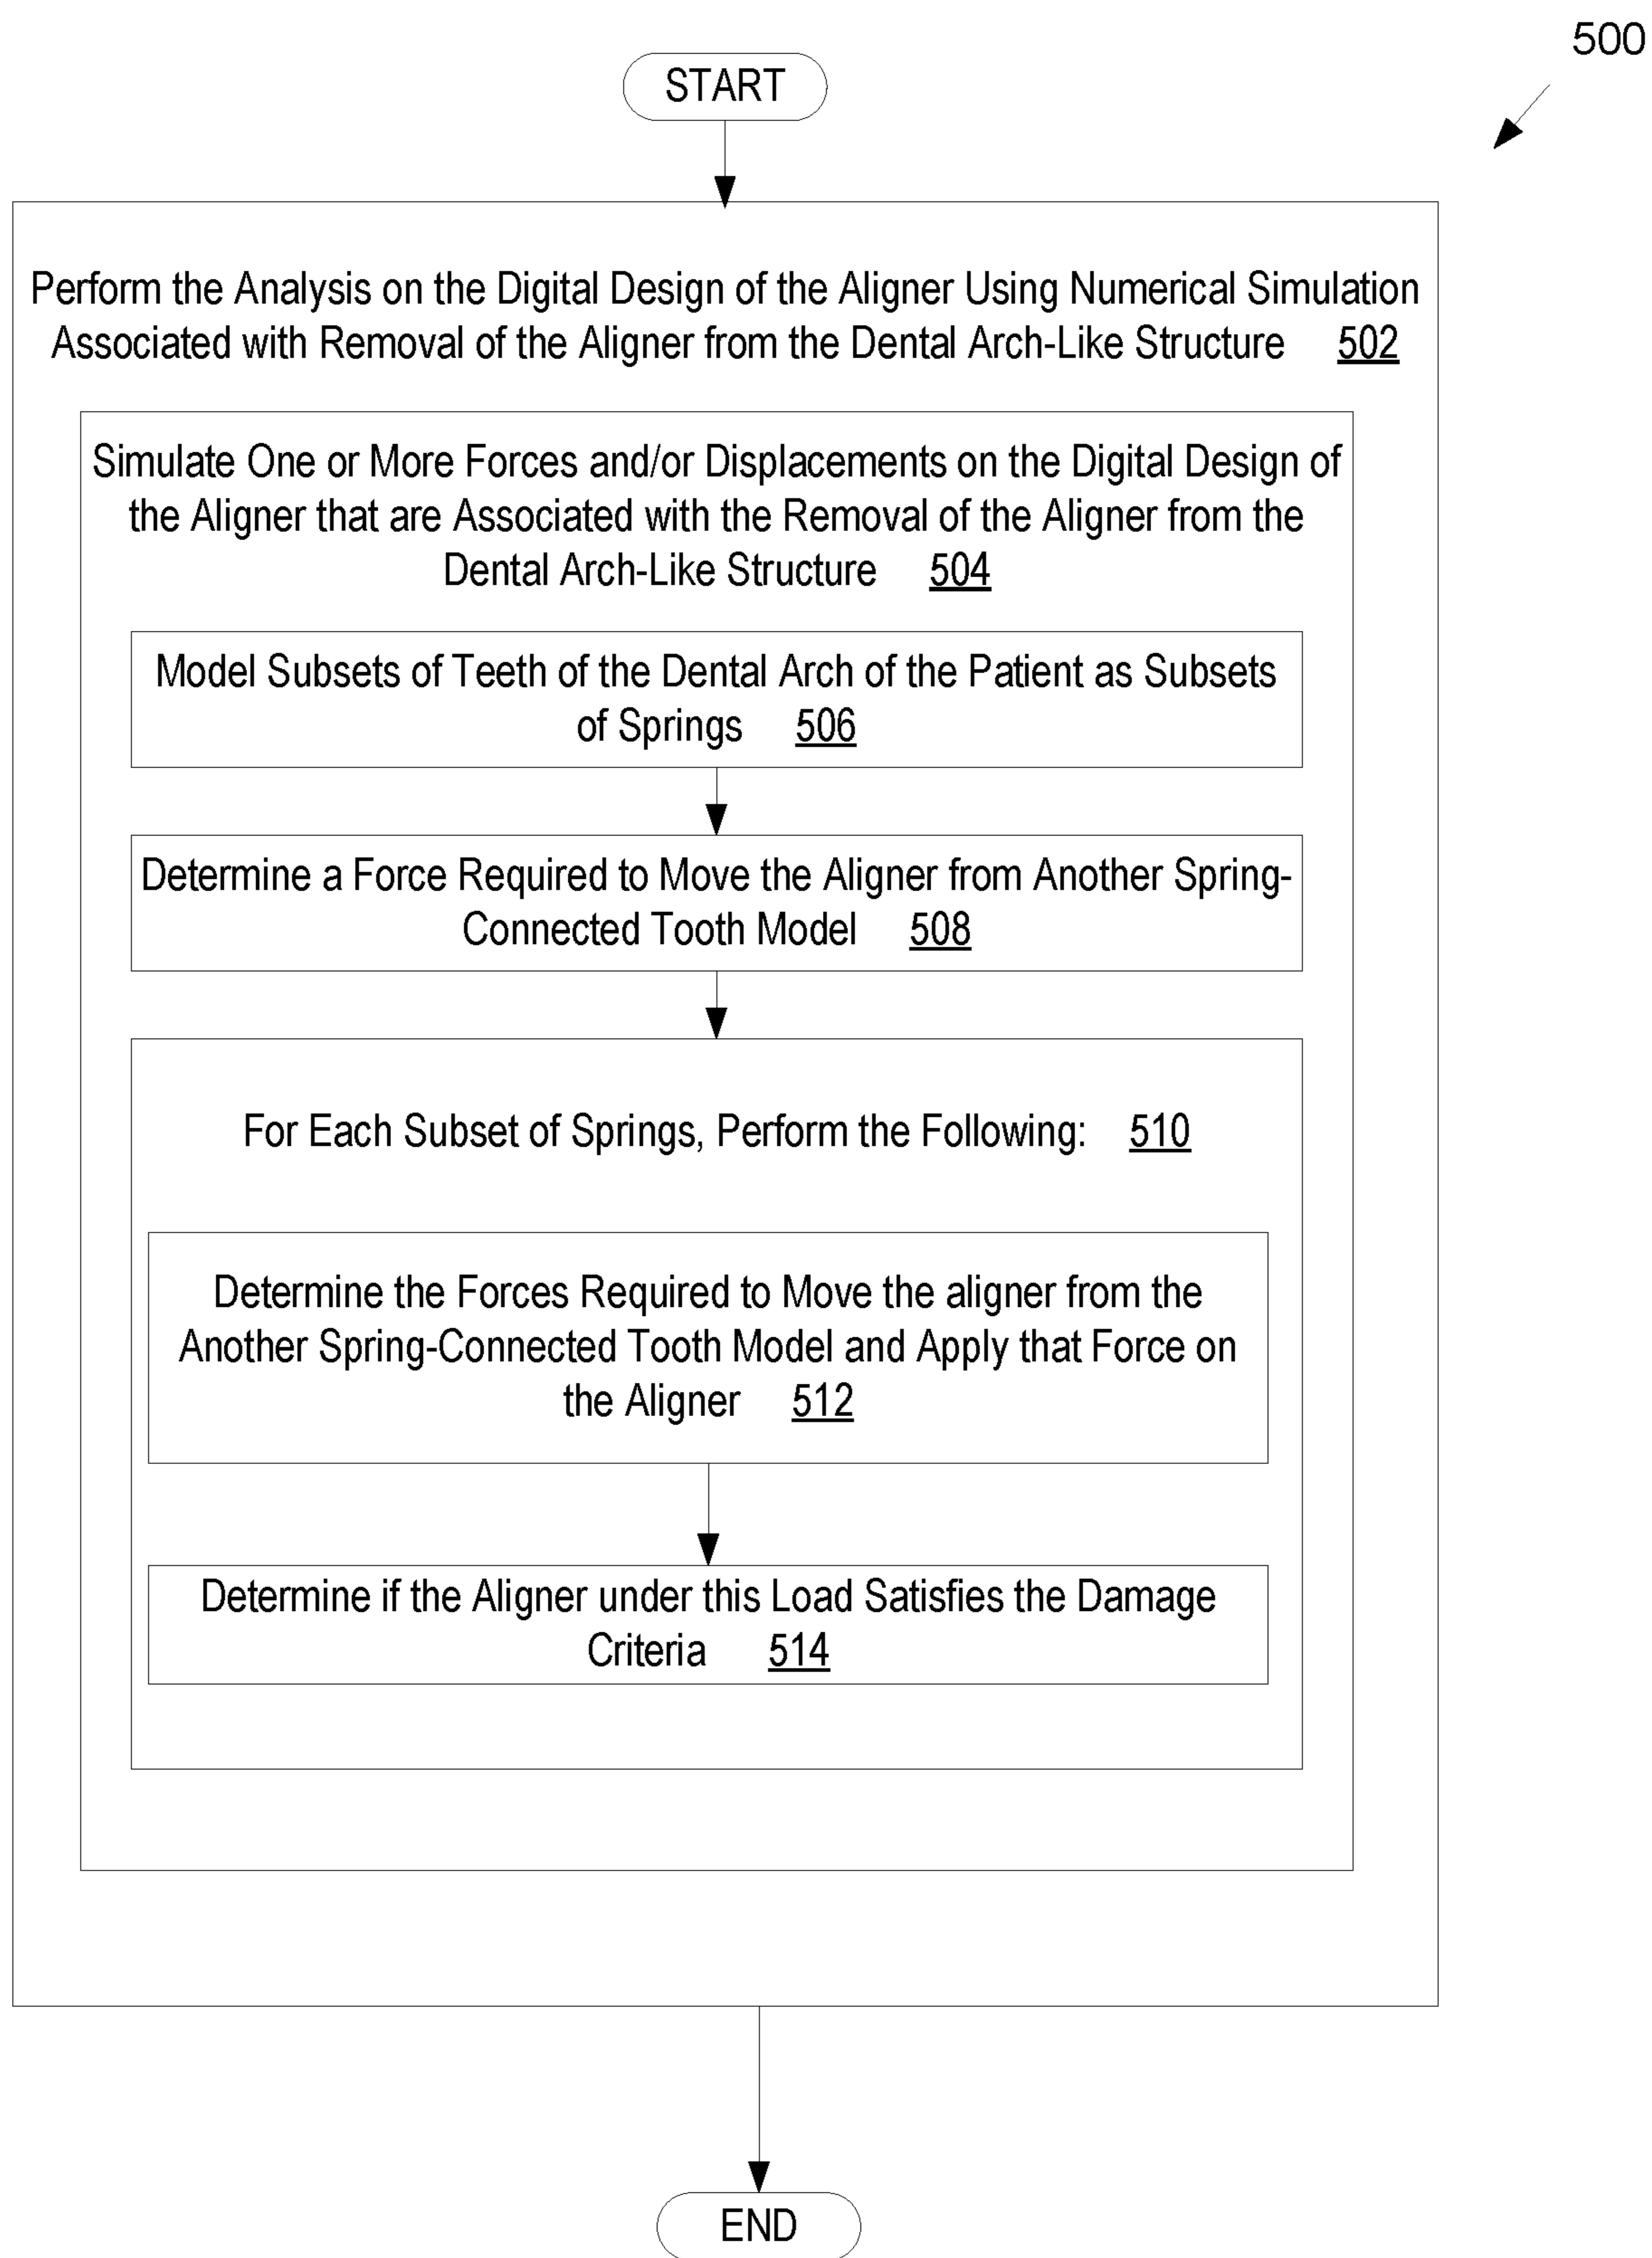 500
START
Perform the Analysis on the Digital Design of the Aligner Using Numerical Simulation
Associated with Removal of the Aligner from the Dental Arch-Like Structure 502
Simulate One or More Forces and/or Displacements on the Digital Design of
the Aligner that are Associated with the Removal of the Aligner from the
Dental Arch-Like Structure 504
Model Subsets of Teeth of the Dental Arch of the Patient as Subsets
of Springs 506
Determine a Force Required to Move the Aligner from Another Spring-
Connected Tooth Model 508
For Each Subset of Springs, Perform the Following: 510
Determine the Forces Required to Move the aligner from the
Another Spring-Connected Tooth Model and Apply that Force on
the Aligner 512
Determine if the Aligner under this Load Satisfies the Damage
Criteria 514
END